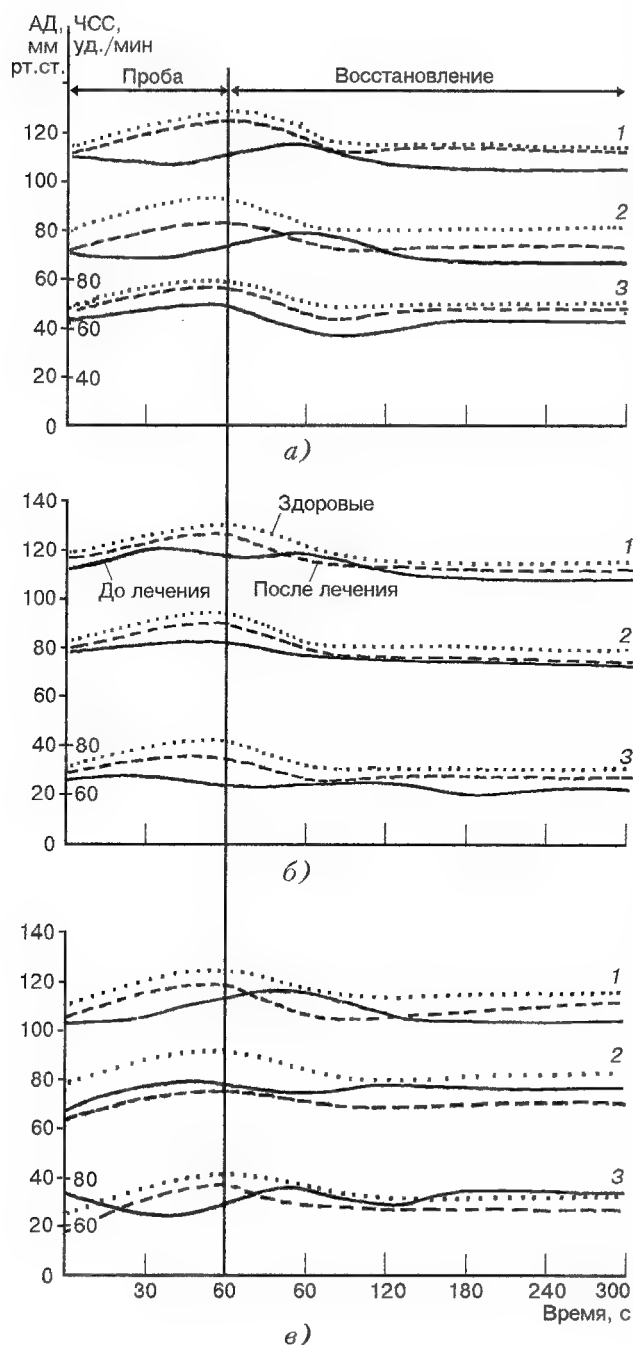 АД, ЧСС,
мм уд./мин
рт.ст.
Проба Восстановление
120
1
100
80
2
60 80
3
40 60
20 40
0
а)
140
Здоровые
120
1
До лечения После лечения
100
80
2
60
40 80
3
20 60
0
б)
140
120
1
100
80
2
60
40 80
3
20 60
0
30 60 60 120 180 240 300
Время, с
в)